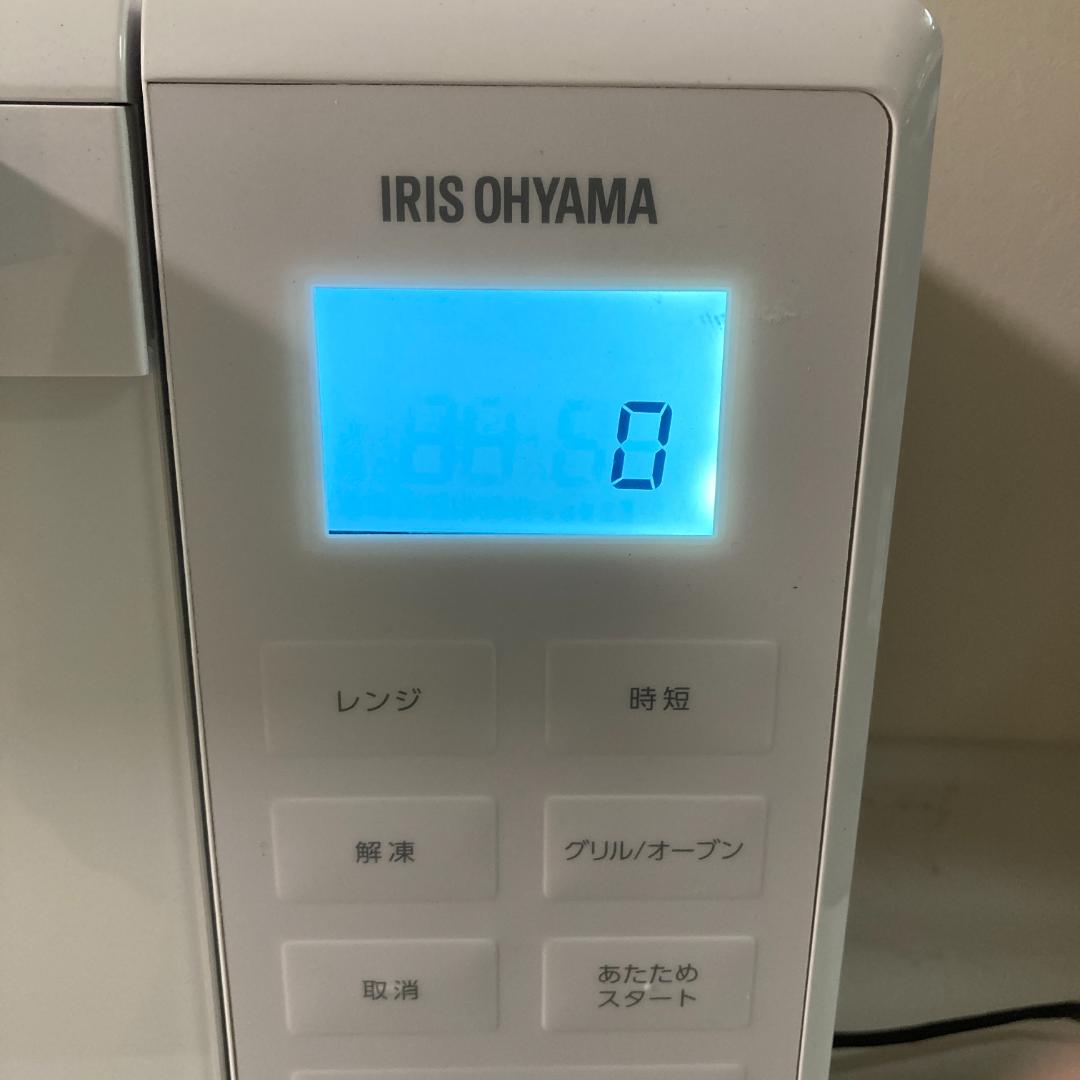 IRIS OHYAMA
0
レンジ
時短
解凍
グリル/オーブン
取消
あたため
スタート